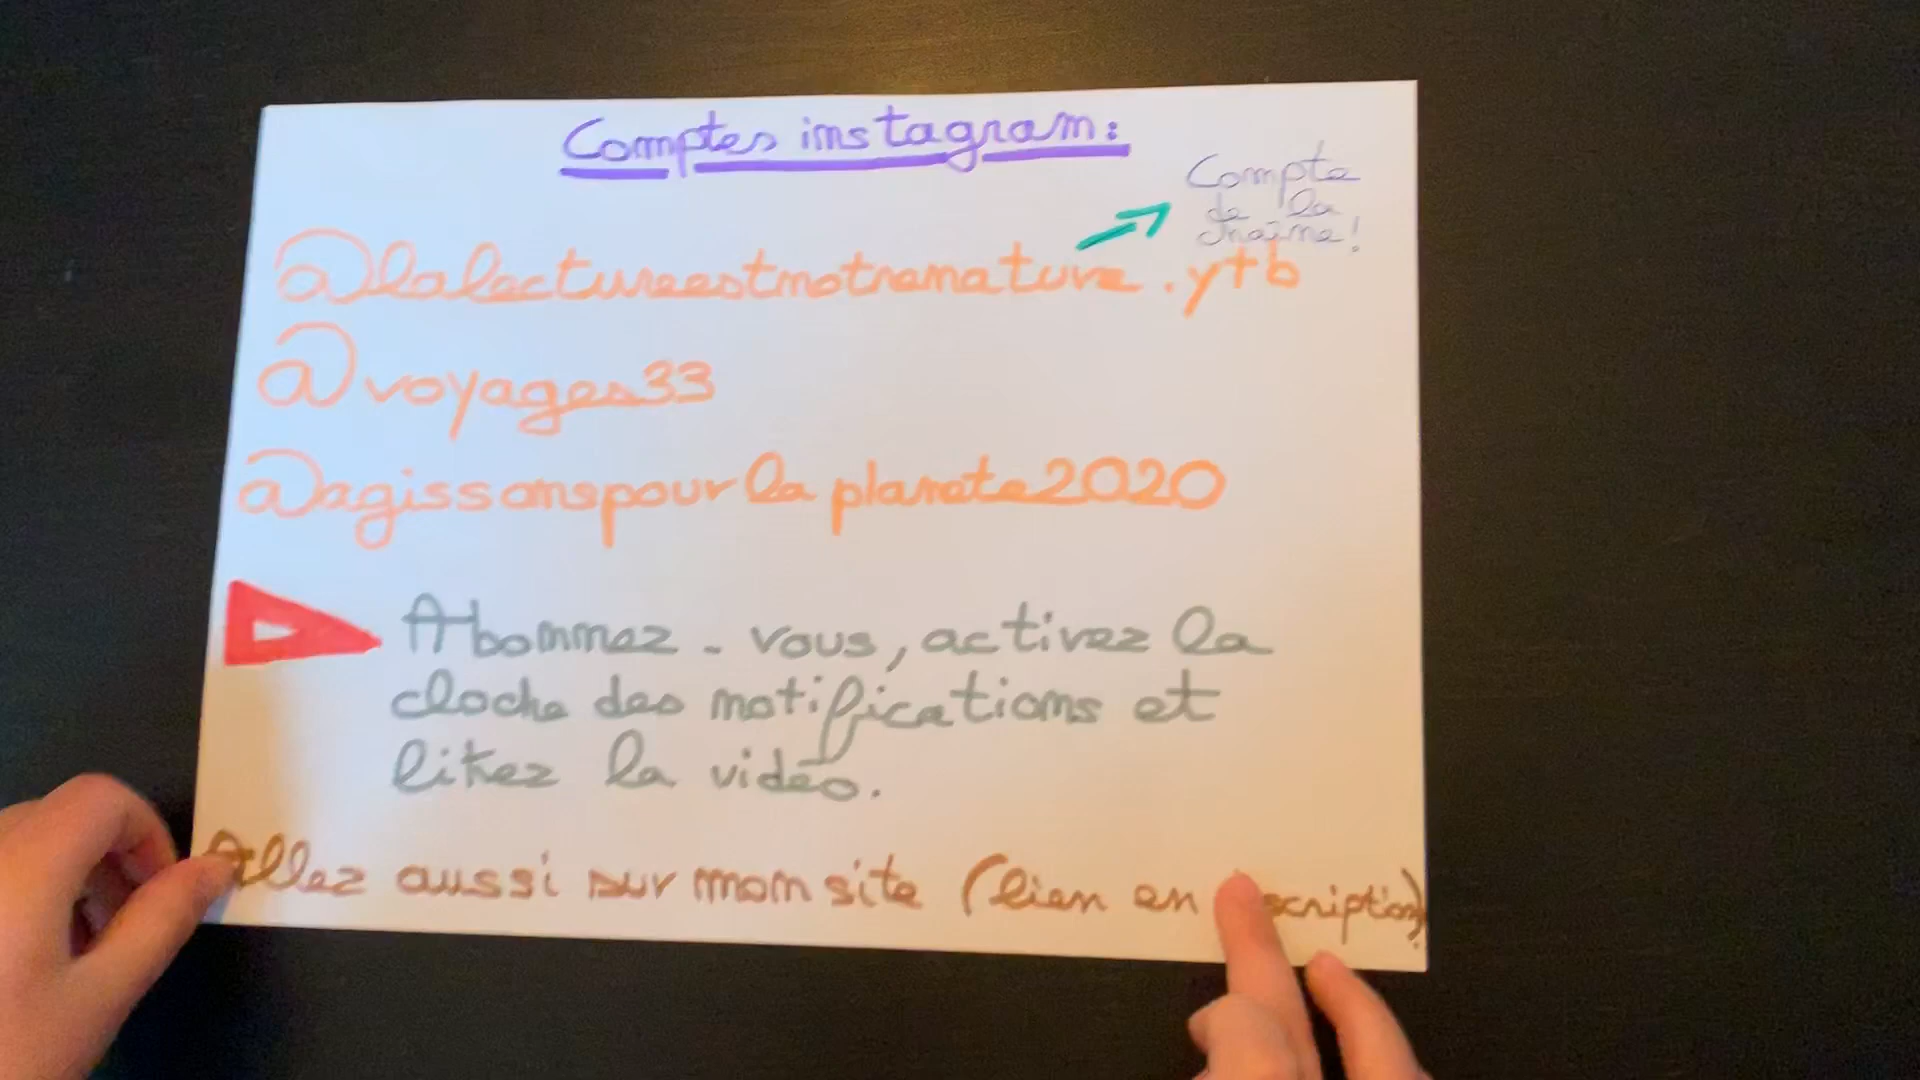 Comptes instagram:
Compte
de la
chaîne!
@lalectureestnotrenature.ytb
@voyages33
@agissonspourlaplanete2020
Abonnez-vous, activez la
cloche des notifications et
likez la vidéo.
Allez aussi sur mon site (lien en scription)